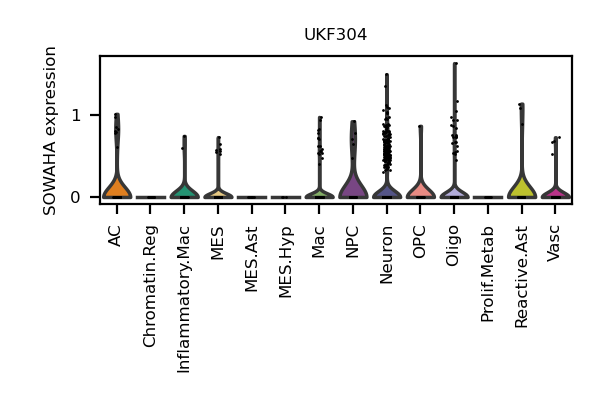 UKF304
SOWAHA expression
1
0
AC
Chromatin.Reg
Inflammatory.Mac
MES
MES.Ast
MES.Hyp
Mac
NPC
Neuron
OPC
Oligo
Prolif.Metab
Reactive.Ast
Vasc